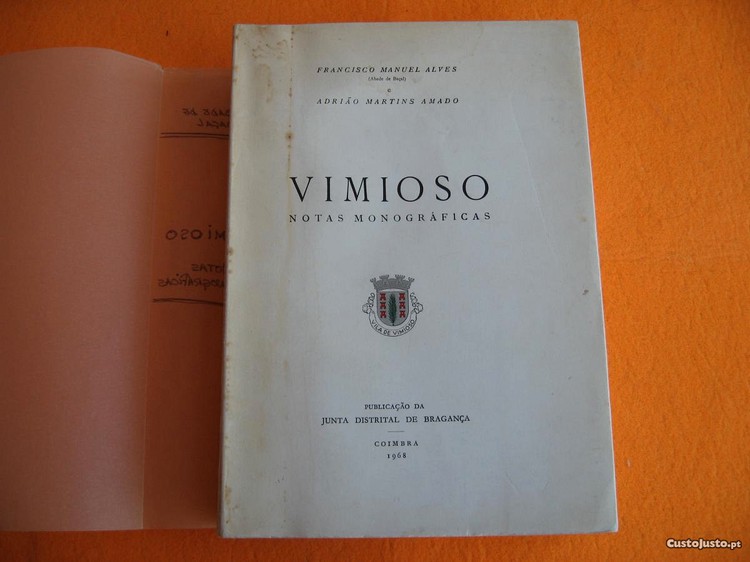 FRANCISCO MANUEL ALVES
(Abade de Baçal)
E
ADRIÃO MARTINS AMADO
VIMIOSO
NOTAS MONOGRÁFICAS
VILA DE VIMIOSO
PUBLICAÇÃO DA
JUNTA DISTRITAL DE BRAGANÇA
COIMBRA
1968
CustoJusto.pt